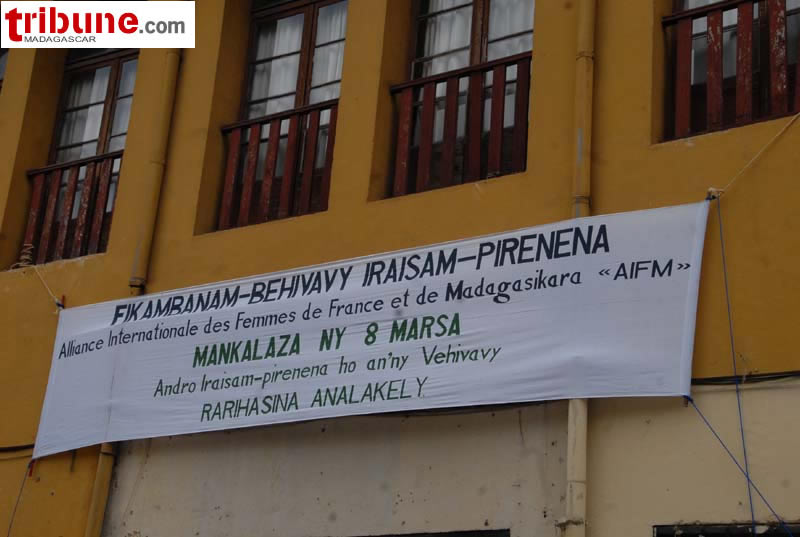 tribune.com
MADAGASCAR
FIKAMBANAM-BEHIVAVY IRAISAM-PIRENENA
Alliance Internationale des Femmes de France et de Madagasikara «AIFM»
MANKALAZA NY 8 MARSA
Andro Iraisam-pirenena ho an'ny Vehivavy
RARIHASINA ANALAKELY